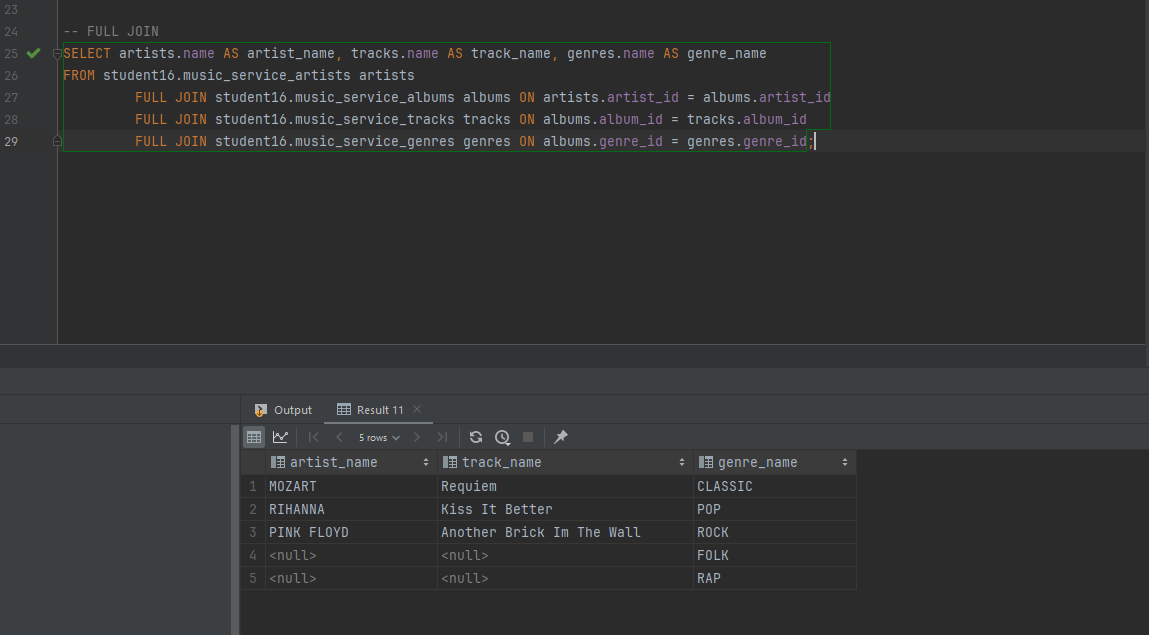 23
24 -- FULL JOIN
25 SELECT artists.name AS artist_name, tracks.name AS track_name, genres.name AS genre_name
26 FROM student16.music_service_artists artists
27 FULL JOIN student16.music_service_albums albums ON artists.artist_id = albums.artist_id
28 FULL JOIN student16.music_service_tracks tracks ON albums.album_id = tracks.album_id
29 FULL JOIN student16.music_service_genres genres ON albums.genre_id = genres.genre_id;
Output Result 11
5 rows
artist_name track_name genre_name
1 MOZART Requiem CLASSIC
2 RIHANNA Kiss It Better POP
3 PINK FLOYD Another Brick Im The Wall ROCK
4 <null> <null> FOLK
5 <null> <null> RAP